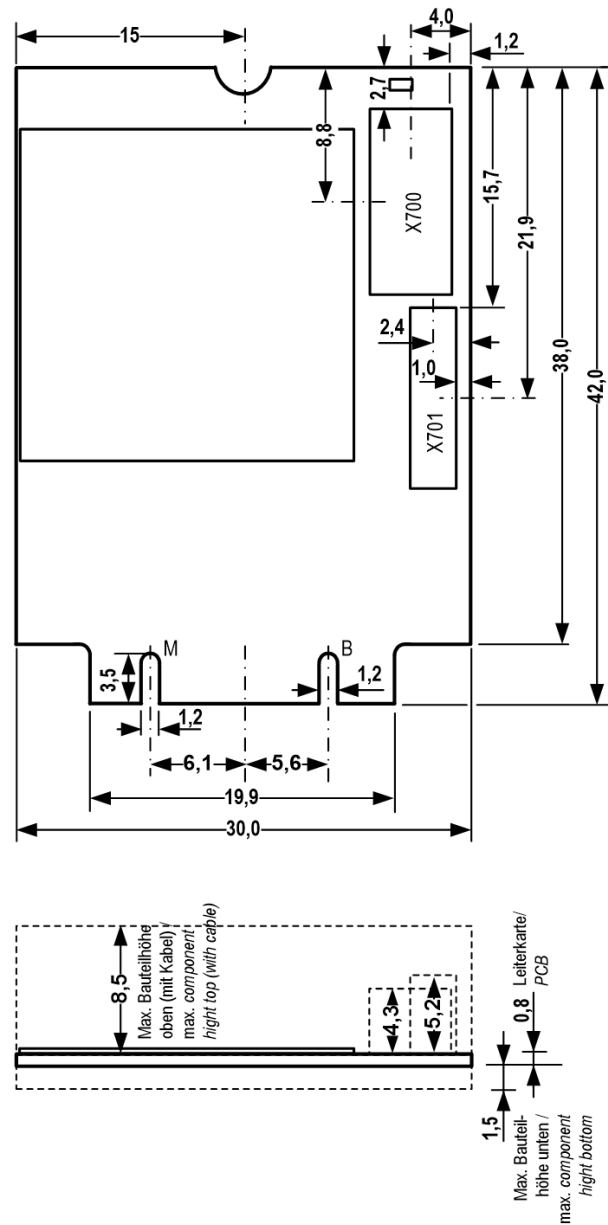 15
4,0
1,2
2,7
8,8
X700
15,7
21,9
38,0
42,0
2,4
1,0
X701
M
B
3,5
1,2
1,2
6,1
5,6
19,9
30,0
8,5
Max. Bauteilhöhe
oben (mit Kabel) /
max. component
hight top (with cable)
4,3
5,2
0,8
Leiterkarte/
PCB
1,5
Max. Bauteil-
höhe unten /
max. component
hight bottom